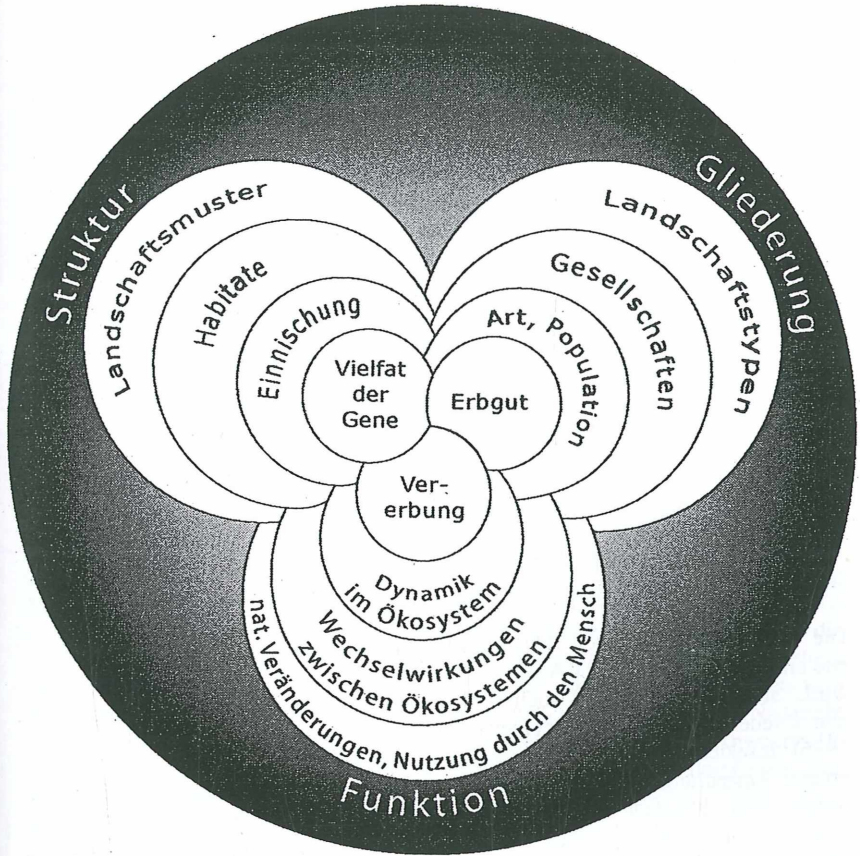 Struktur
Landschaftsmuster
Habitate
Einnischung
Vielfat
der
Gene
Gliederung
Landschaftstypen
Gesellschaften
Art, Population
Erbgut
Ver-
erbung
Dynamik
im Ökosystem
Wechselwirkungen
zwischen Ökosystemen
nat. Veränderungen, Nutzung durch den Mensch
Funktion